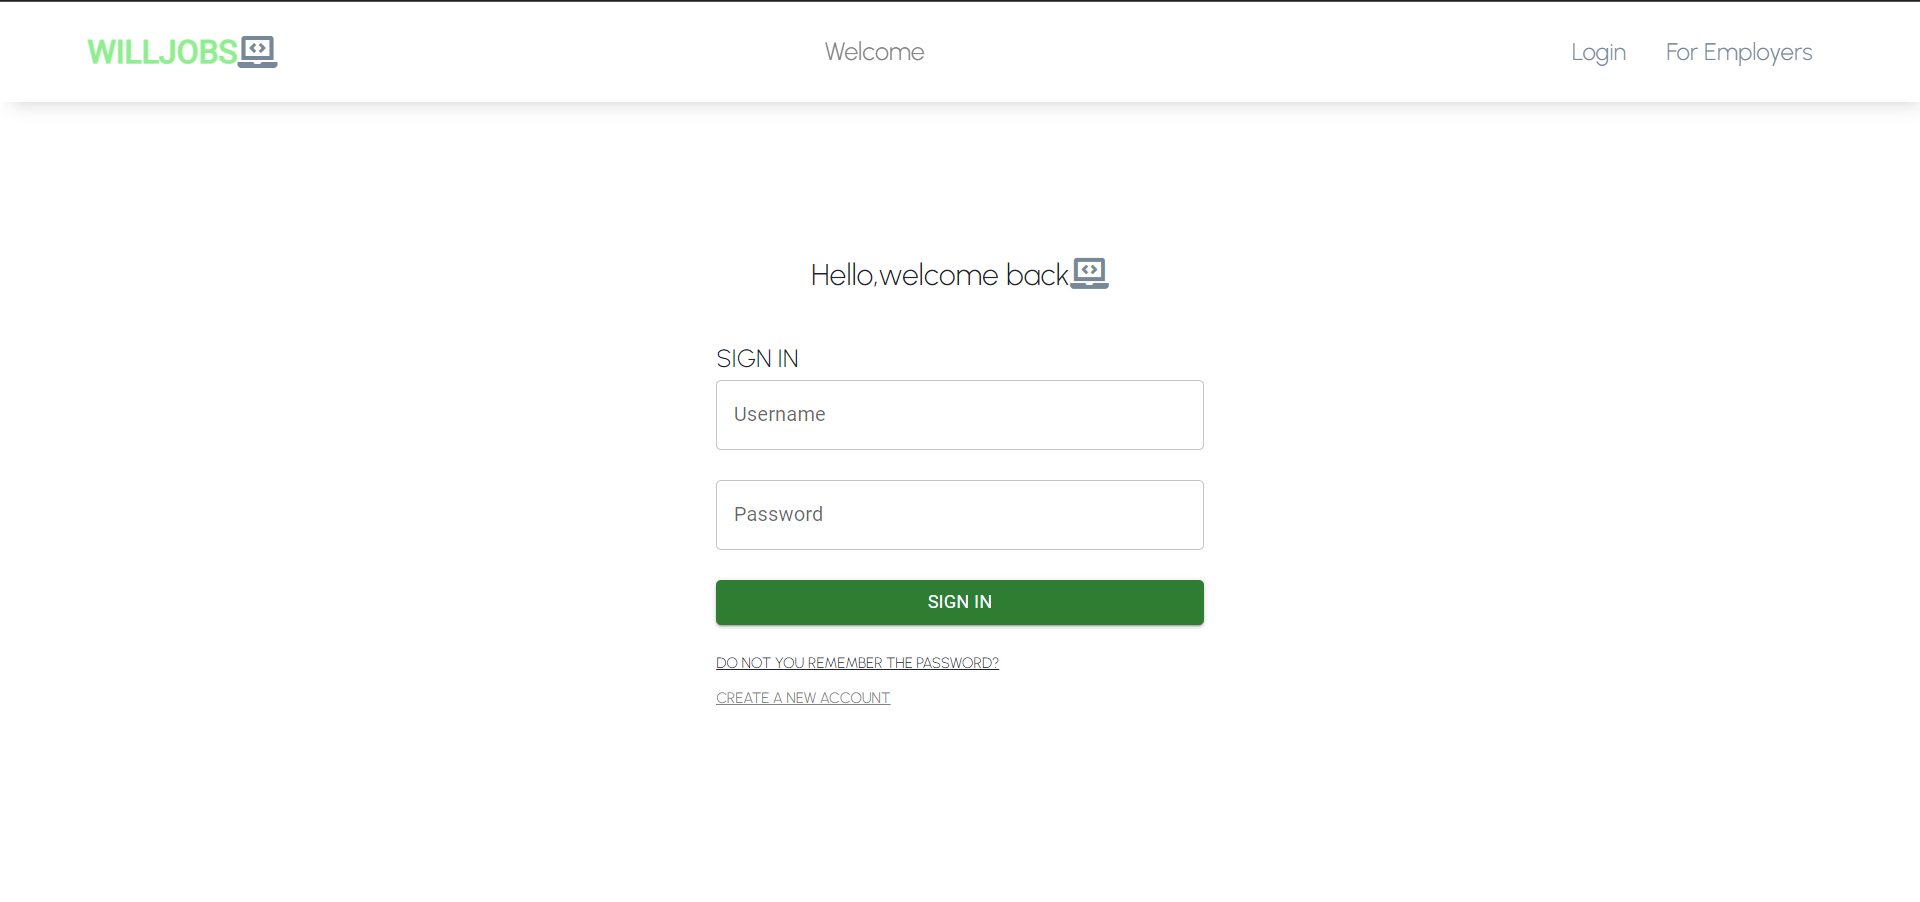 WILLJOBS
Welcome
Login
For Employers
Hello,welcome back
SIGN IN
Username
Password
SIGN IN
DO NOT YOU REMEMBER THE PASSWORD?
CREATE A NEW ACCOUNT